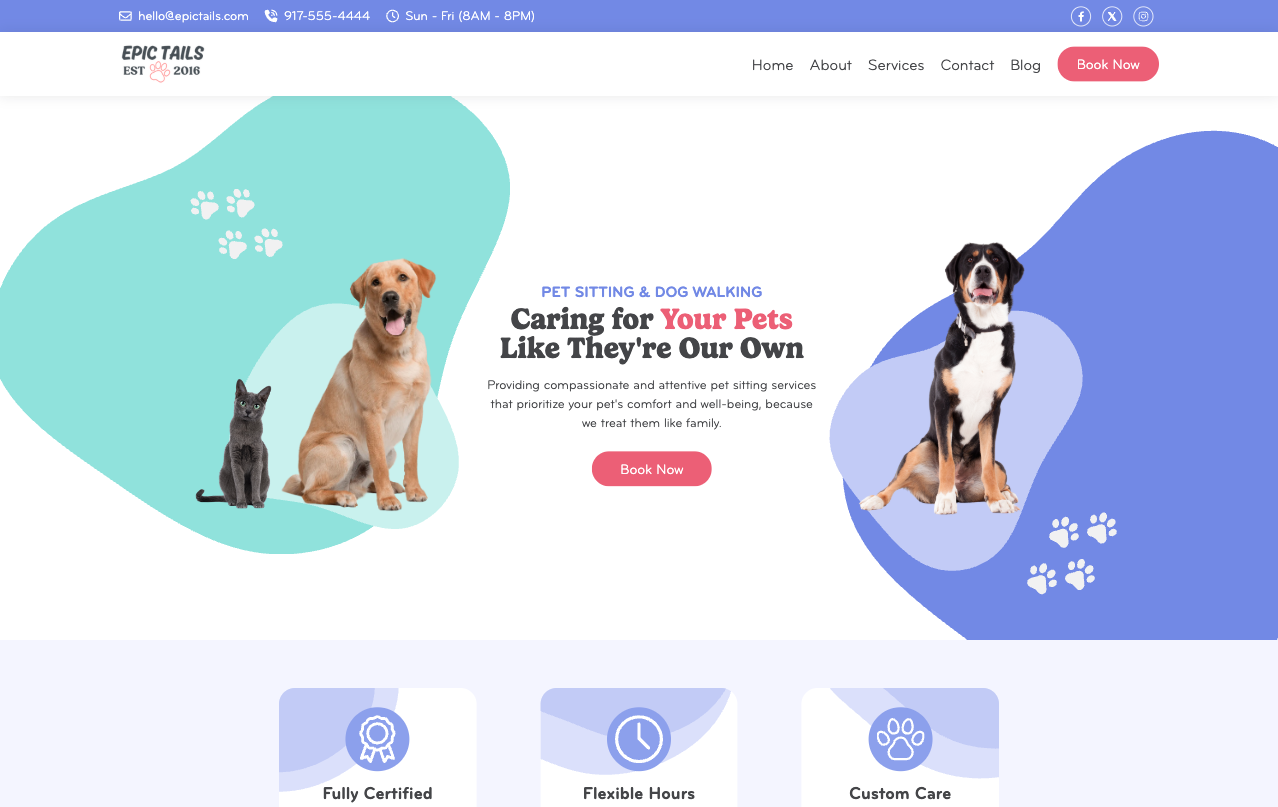 hello@epictails.com
917-555-4444
Sun - Fri (8AM - 8PM)
EPIC TAILS
EST 2016
Home
About
Services
Contact
Blog
Book Now
PET SITTING & DOG WALKING
Caring for Your Pets
Like They're Our Own
Providing compassionate and attentive pet sitting services
that prioritize your pet's comfort and well-being, because
we treat them like family.
Book Now
Fully Certified
Flexible Hours
Custom Care